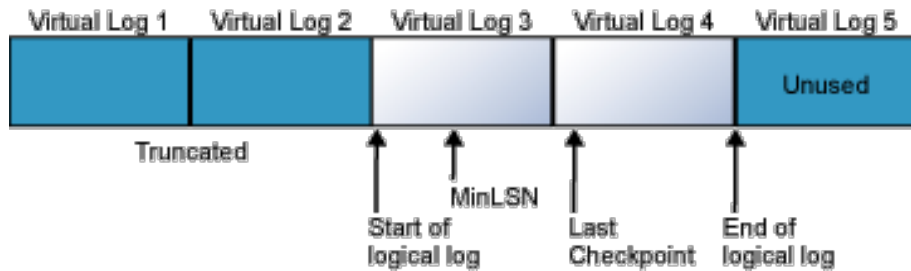 Virtual Log 1 Virtual Log 2 Virtual Log 3 Virtual Log 4 Virtual Log 5
Unused
Truncated
MinLSN
Start of
logical log
Last
Checkpoint
End of
logical log